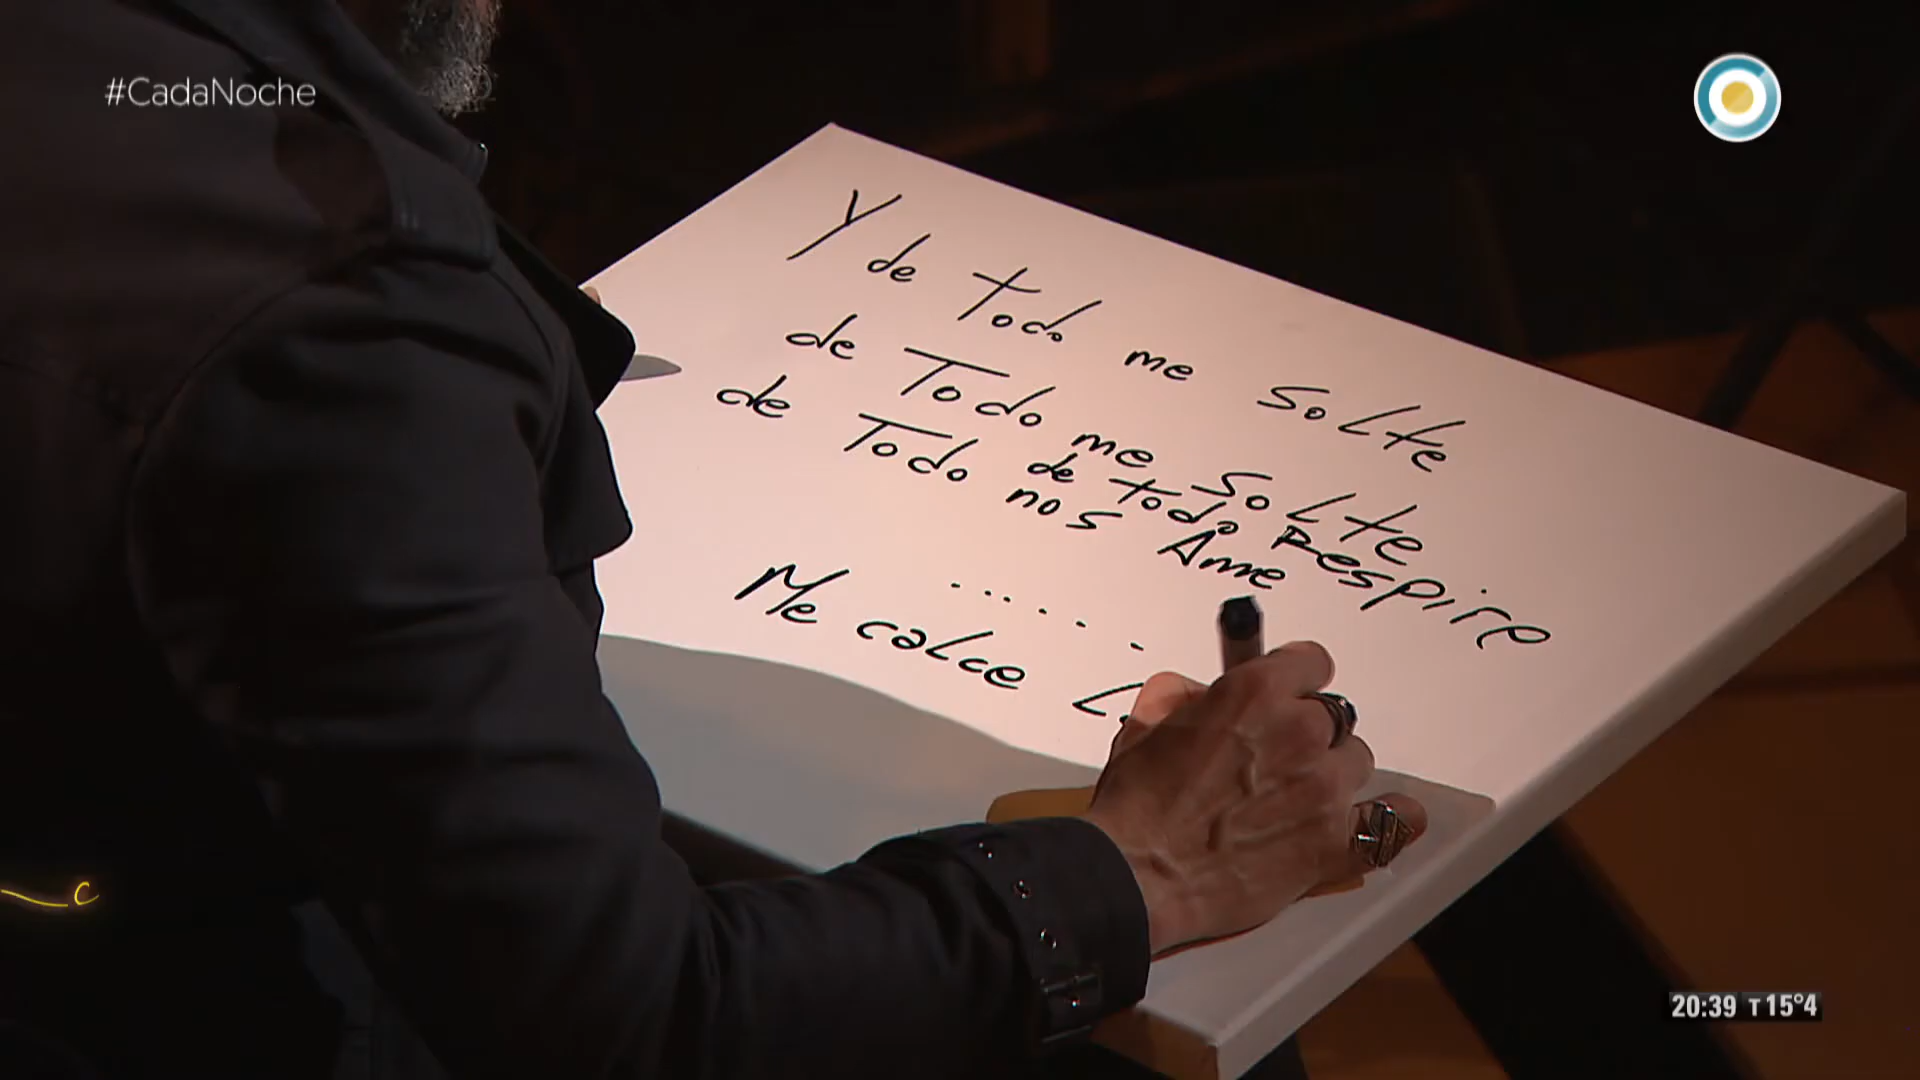 #CadaNoche
Y de todo me Solte
de Todo me Solte
de todo Respire
de Todo nos Ame
......
Me calce
20:39 T 15°4